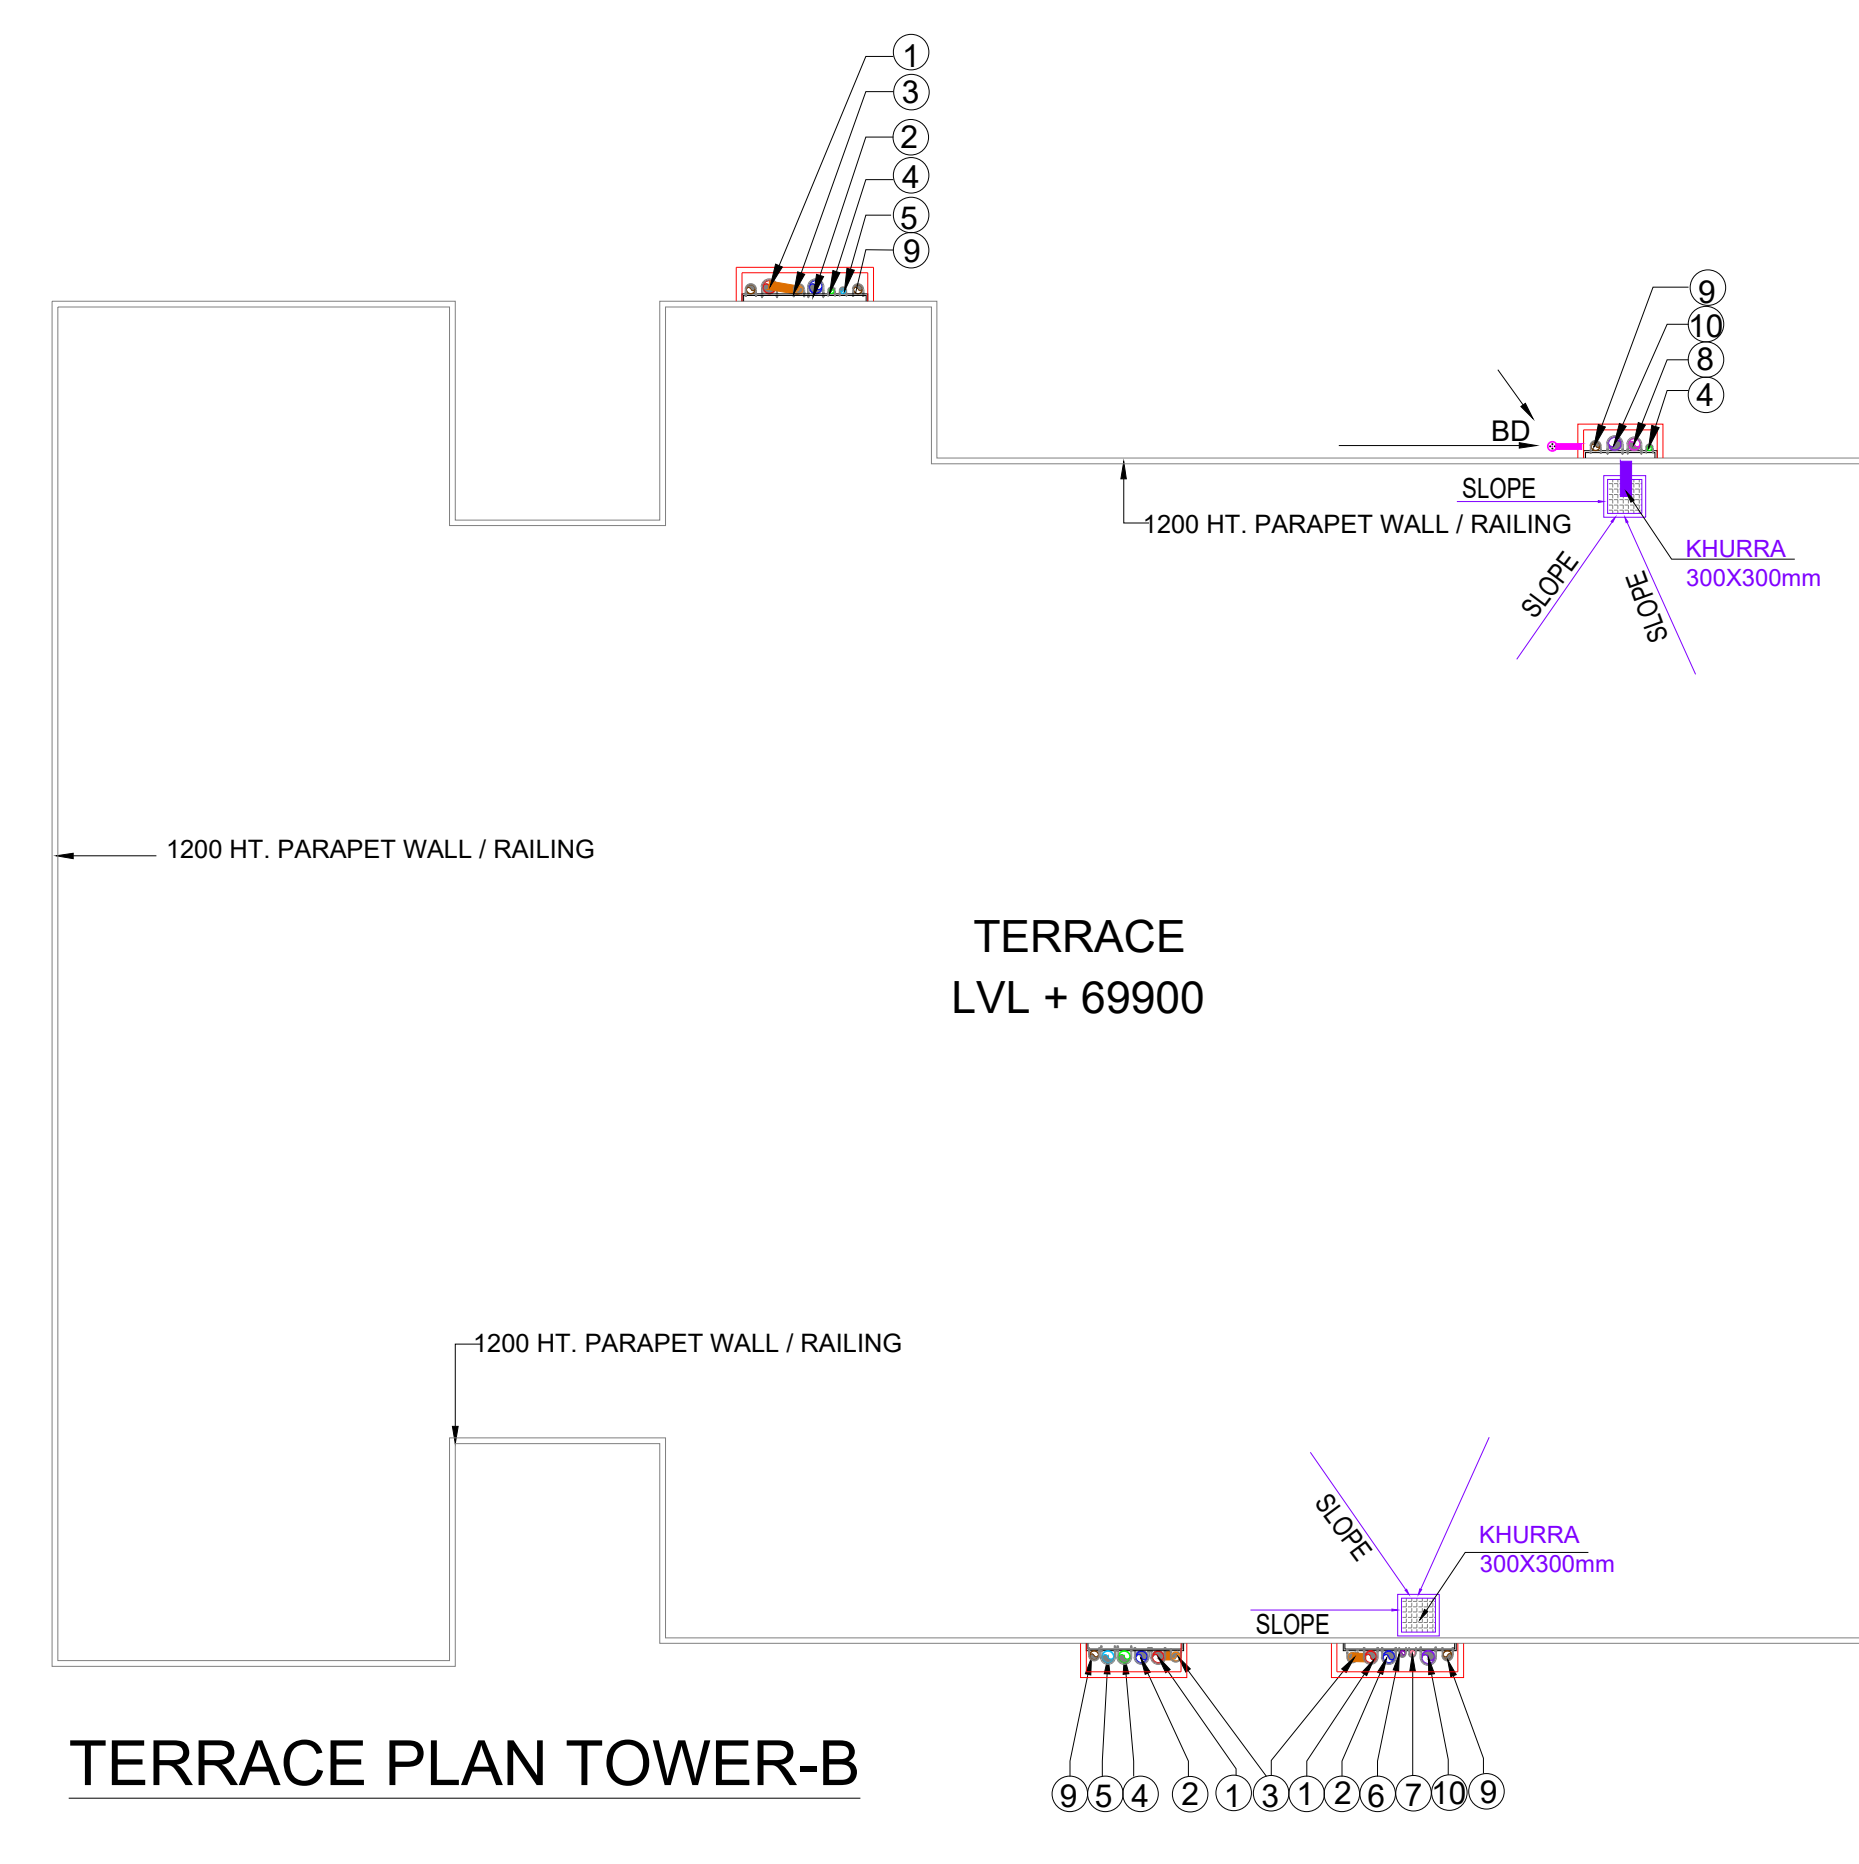 1
3
2
4
5
9
9
10
8
4
BD
SLOPE
1200 HT. PARAPET WALL / RAILING
KHURRA
300X300mm
SLOPE
SLOPE
1200 HT. PARAPET WALL / RAILING
TERRACE
LVL + 69900
1200 HT. PARAPET WALL / RAILING
SLOPE
KHURRA
300X300mm
SLOPE
TERRACE PLAN TOWER-B
9 5 4 2 1 3 1 2 6 7 10 9